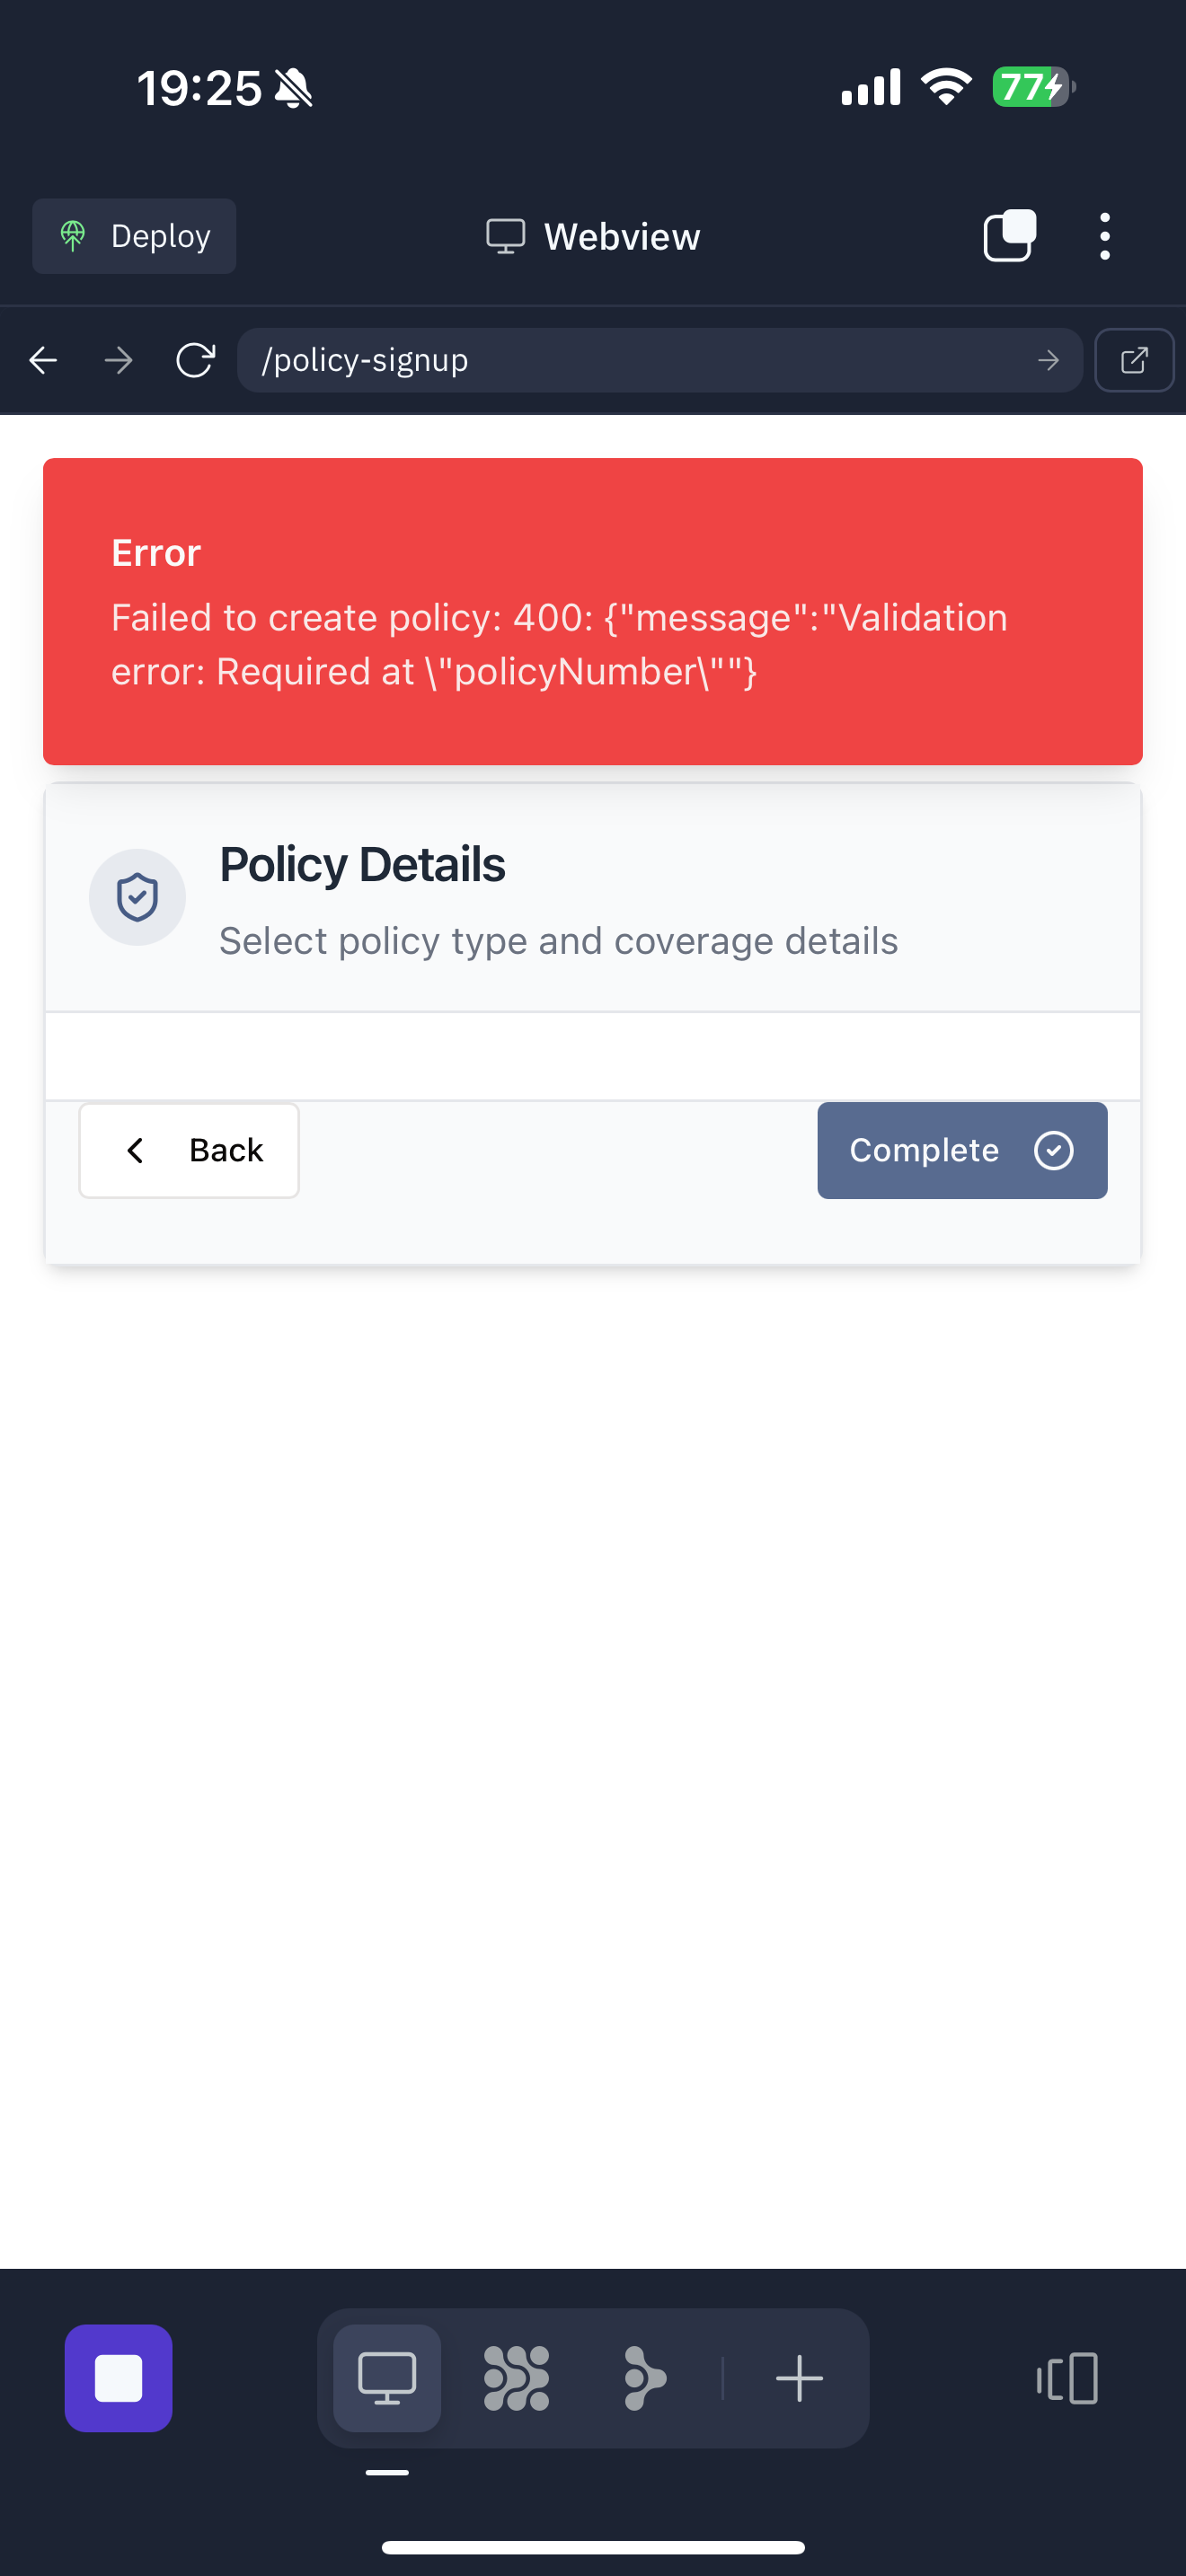 19:25
77
Deploy
Webview
/policy-signup
Error
Failed to create policy: 400: {"message":"Validation
error: Required at \"policyNumber\""}
Policy Details
Select policy type and coverage details
Back
Complete